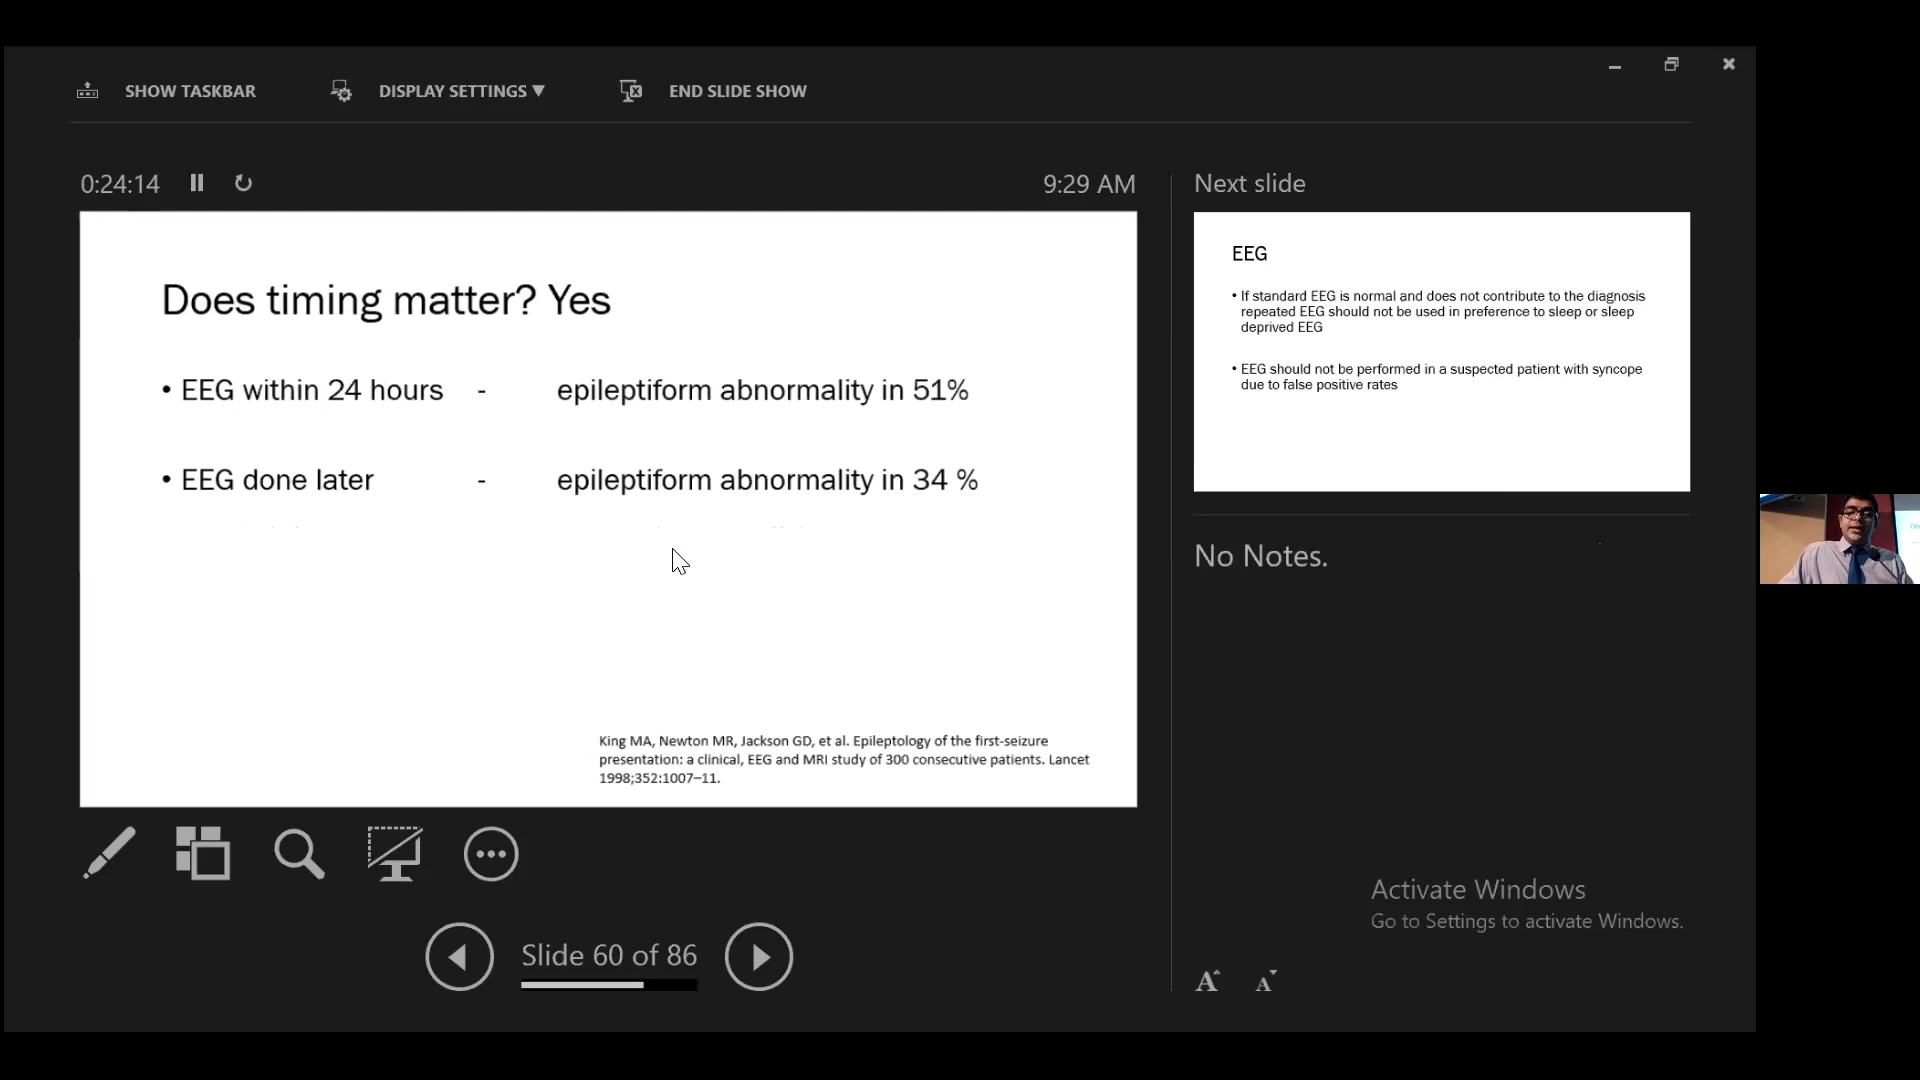 SHOW TASKBAR
DISPLAY SETTINGS ▼
END SLIDE SHOW
0:24:14
9:29 AM
Does timing matter? Yes
• EEG within 24 hours - epileptiform abnormality in 51%
• EEG done later - epileptiform abnormality in 34 %
King MA, Newton MR, Jackson GD, et al. Epileptology of the first-seizure
presentation: a clinical, EEG and MRI study of 300 consecutive patients. Lancet
1998;352:1007–11.
Slide 60 of 86
Next slide
EEG
• If standard EEG is normal and does not contribute to the diagnosis
repeated EEG should not be used in preference to sleep or sleep
deprived EEG
• EEG should not be performed in a suspected patient with syncope
due to false positive rates
No Notes.
Activate Windows
Go to Settings to activate Windows.
A A